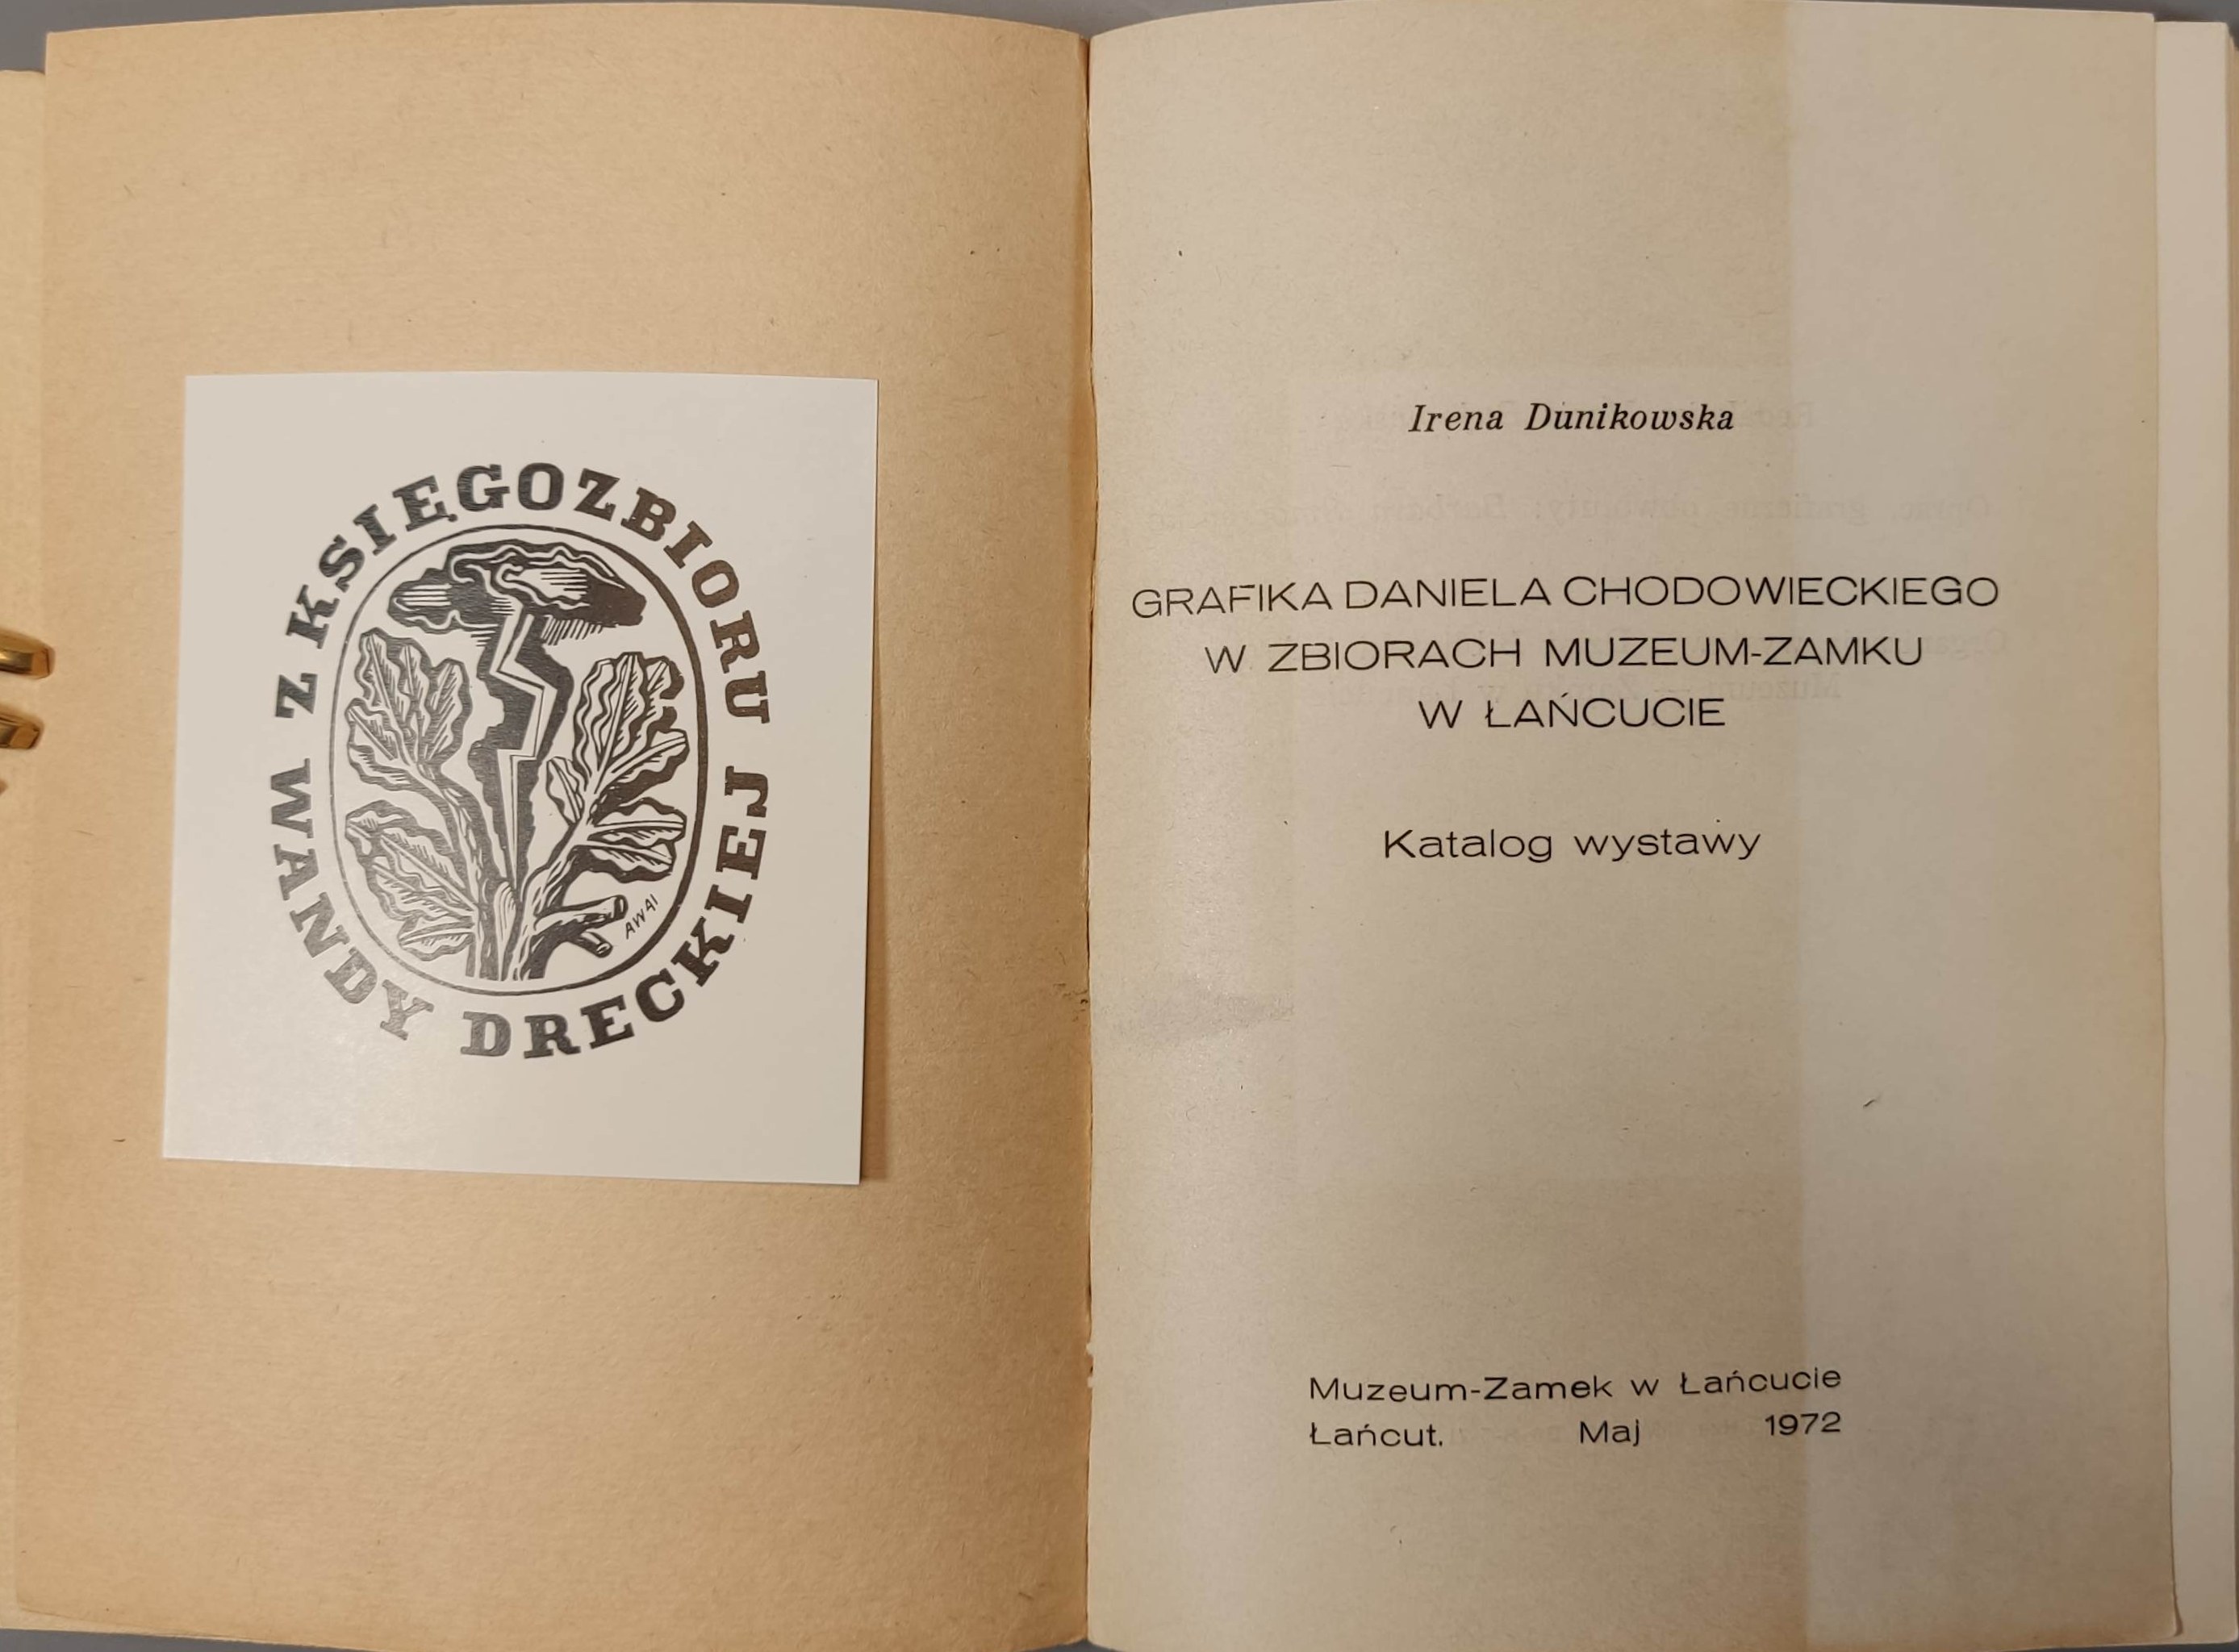 Z KSIĘGOZBIORU
WANDY DRECKIEJ
AWAI
Irena Dunikowska
GRAFIKA DANIELA CHODOWIECKIEGO
W ZBIORACH MUZEUM-ZAMKU
W ŁAŃCUCIE
Katalog wystawy
Muzeum-Zamek w Łańcucie
Łańcut. Maj 1972